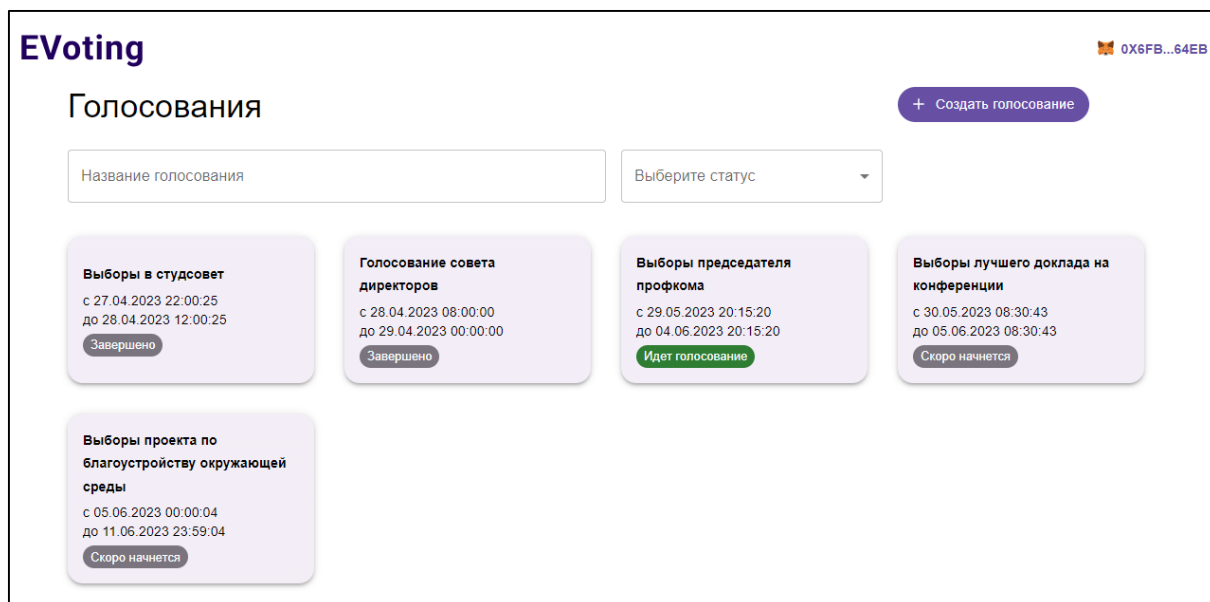 EVoting
0X6FB...64EB
Голосования
+ Создать голосование
Название голосования
Выберите статус
Выборы в студсовет
с 27.04.2023 22:00:25
до 28.04.2023 12:00:25
Завершено
Голосование совета
директоров
с 28.04.2023 08:00:00
до 29.04.2023 00:00:00
Завершено
Выборы председателя
профкома
с 29.05.2023 20:15:20
до 04.06.2023 20:15:20
Идет голосование
Выборы лучшего доклада на
конференции
с 30.05.2023 08:30:43
до 05.06.2023 08:30:43
Скоро начнется
Выборы проекта по
благоустройству окружающей
среды
с 05.06.2023 00:00:04
до 11.06.2023 23:59:04
Скоро начнется